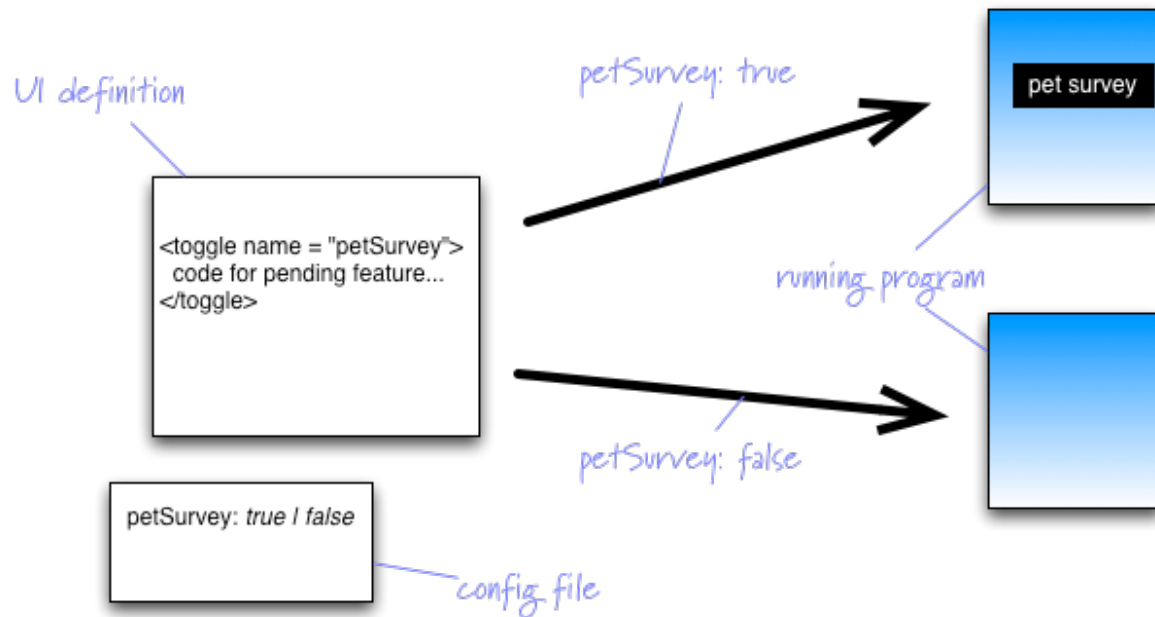 UI definition
petSurvey: true
pet survey
<toggle name = "petSurvey">
code for pending feature...
</toggle>
running program
petSurvey: false
petSurvey: true | false
config file